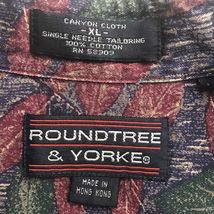 CANYON CLOTH
-XL-
SINGLE NEEDLE TAILORING
100% COTTON
RN 58909
ROUNDTREE
& YORKE®
MADE IN
HONG KONG